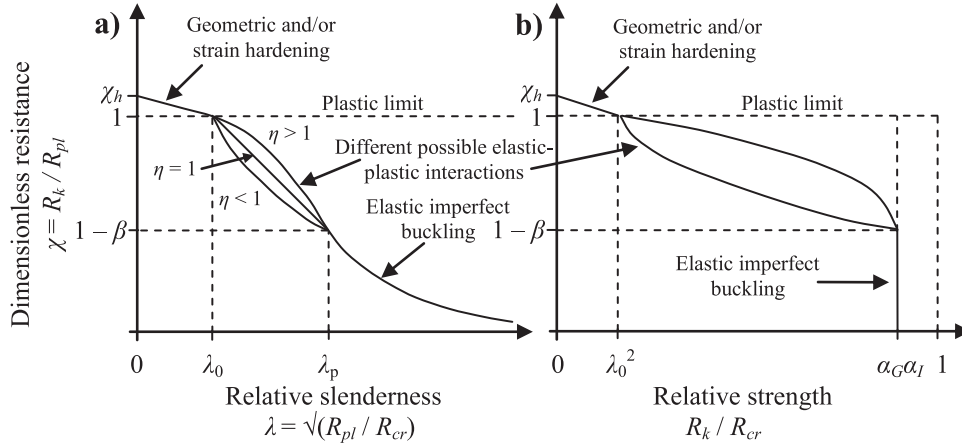 a)
Geometric and/or
strain hardening
χh
1
Plastic limit
η > 1
η = 1
η < 1
Different possible elastic-
plastic interactions
1 – β
Elastic imperfect
buckling
Dimensionless resistance
χ = Rk / Rpl
0
λ0
λp
Relative slenderness
λ = √(Rpl / Rcr)
b)
Geometric and/or
strain hardening
χh
1
Plastic limit
1 – β
Elastic imperfect
buckling
0
λ0²
αGαI
1
Relative strength
Rk / Rcr